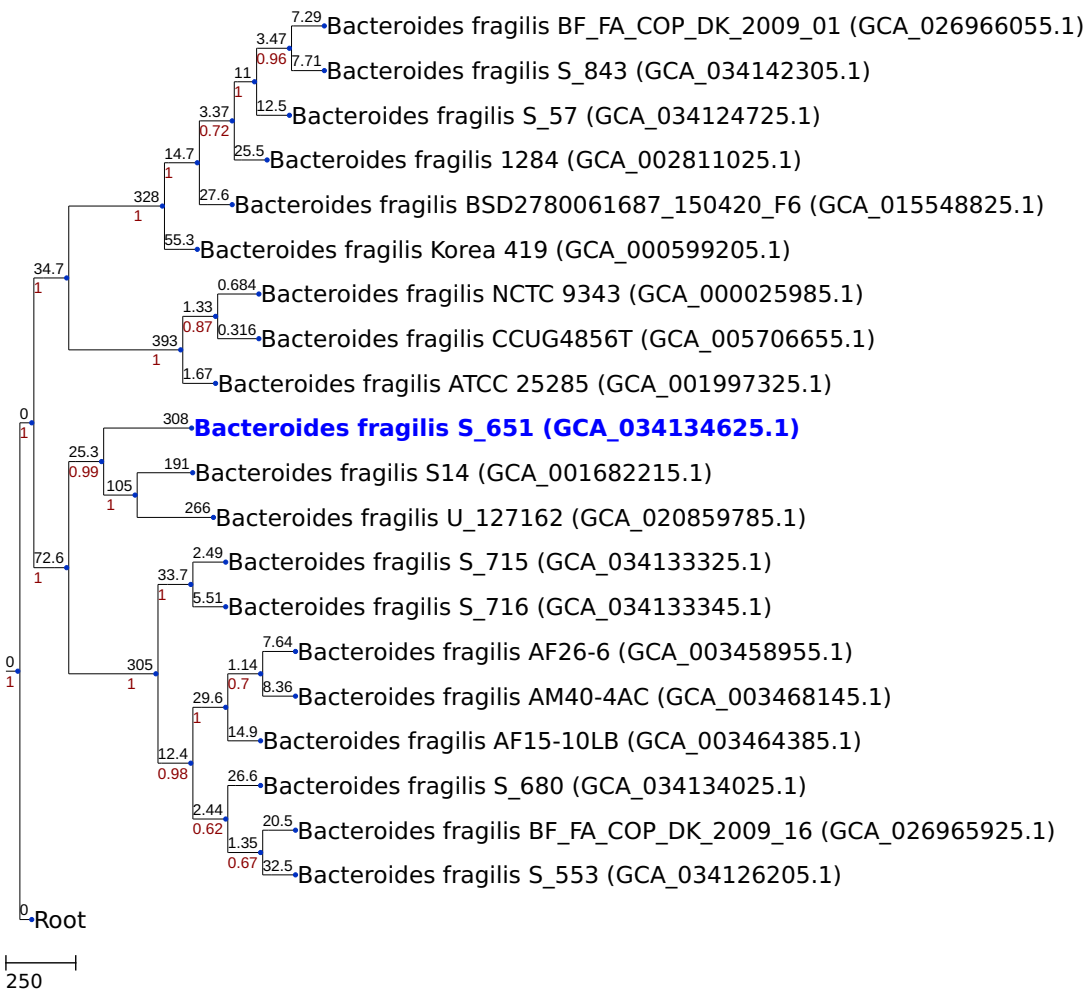 7.29
Bacteroides fragilis BF_FA_COP_DK_2009_01 (GCA_026966055.1)
3.47
0.96
7.71
Bacteroides fragilis S_843 (GCA_034142305.1)
11
1
12.5
Bacteroides fragilis S_57 (GCA_034124725.1)
3.37
0.72
25.5
Bacteroides fragilis 1284 (GCA_002811025.1)
14.7
1
27.6
Bacteroides fragilis BSD2780061687_150420_F6 (GCA_015548825.1)
328
1
55.3
Bacteroides fragilis Korea 419 (GCA_000599205.1)
34.7
1
0.684
Bacteroides fragilis NCTC 9343 (GCA_000025985.1)
1.33
0.87
0.316
Bacteroides fragilis CCUG4856T (GCA_005706655.1)
393
1
1.67
Bacteroides fragilis ATCC 25285 (GCA_001997325.1)
0
1
308
Bacteroides fragilis S_651 (GCA_034134625.1)
25.3
0.99
191
Bacteroides fragilis S14 (GCA_001682215.1)
105
1
266
Bacteroides fragilis U_127162 (GCA_020859785.1)
72.6
1
2.49
Bacteroides fragilis S_715 (GCA_034133325.1)
33.7
1
5.51
Bacteroides fragilis S_716 (GCA_034133345.1)
7.64
Bacteroides fragilis AF26-6 (GCA_003458955.1)
0
1
305
1
1.14
0.7
8.36
Bacteroides fragilis AM40-4AC (GCA_003468145.1)
29.6
1
14.9
Bacteroides fragilis AF15-10LB (GCA_003464385.1)
12.4
0.98
26.6
Bacteroides fragilis S_680 (GCA_034134025.1)
2.44
0.62
20.5
Bacteroides fragilis BF_FA_COP_DK_2009_16 (GCA_026965925.1)
1.35
0.67
32.5
Bacteroides fragilis S_553 (GCA_034126205.1)
0
Root
250